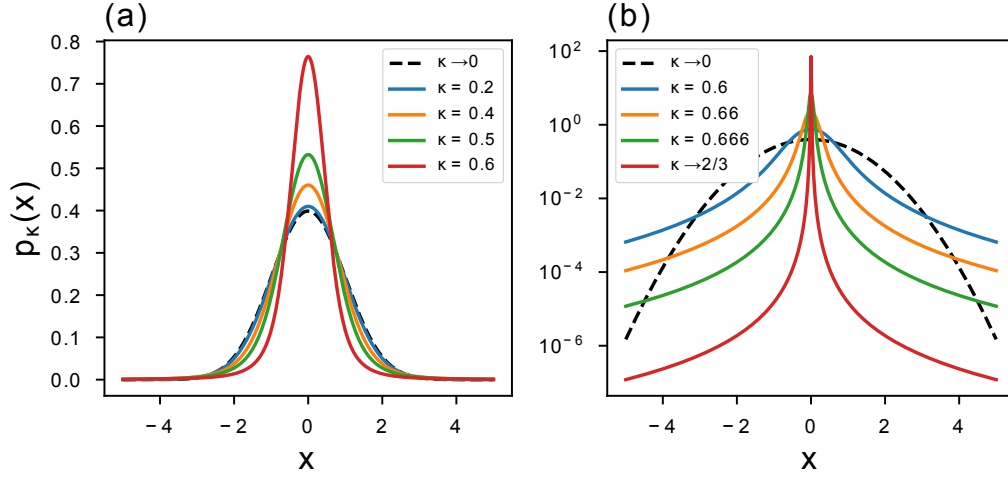 (a)
(b)
p_κ(x)
0.8
0.7
0.6
0.5
0.4
0.3
0.2
0.1
0.0
−4 −2 0 2 4
x
κ →0
κ = 0.2
κ = 0.4
κ = 0.5
κ = 0.6
10²
10⁰
10⁻²
10⁻⁴
10⁻⁶
−4 −2 0 2 4
x
κ →0
κ = 0.6
κ = 0.66
κ = 0.666
κ →2/3